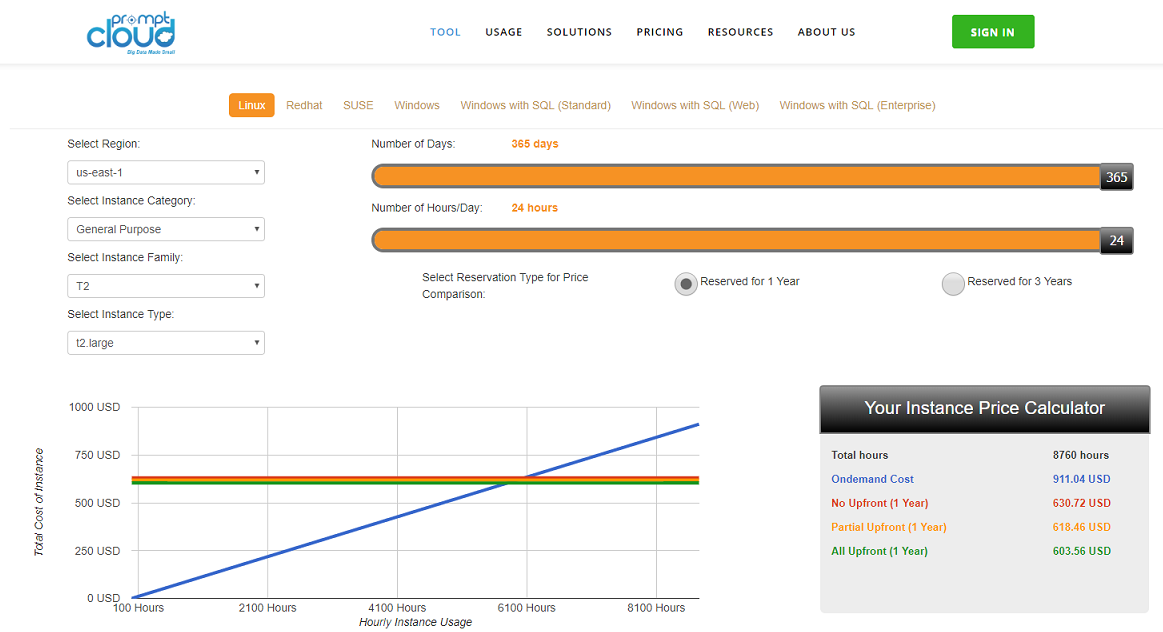 prompt
cloud
Big Data Made Small
TOOL
USAGE
SOLUTIONS
PRICING
RESOURCES
ABOUT US
SIGN IN
Linux
Redhat
SUSE
Windows
Windows with SQL (Standard)
Windows with SQL (Web)
Windows with SQL (Enterprise)
Select Region:
us-east-1
Select Instance Category:
General Purpose
Select Instance Family:
T2
Select Instance Type:
t2.large
Number of Days: 365 days
365
Number of Hours/Day: 24 hours
24
Select Reservation Type for Price
Comparison:
Reserved for 1 Year
Reserved for 3 Years
Total Cost of Instance
1000 USD
750 USD
500 USD
250 USD
0 USD
100 Hours
2100 Hours
4100 Hours
6100 Hours
8100 Hours
Hourly Instance Usage
Your Instance Price Calculator
Total hours 8760 hours
Ondemand Cost 911.04 USD
No Upfront (1 Year) 630.72 USD
Partial Upfront (1 Year) 618.46 USD
All Upfront (1 Year) 603.56 USD